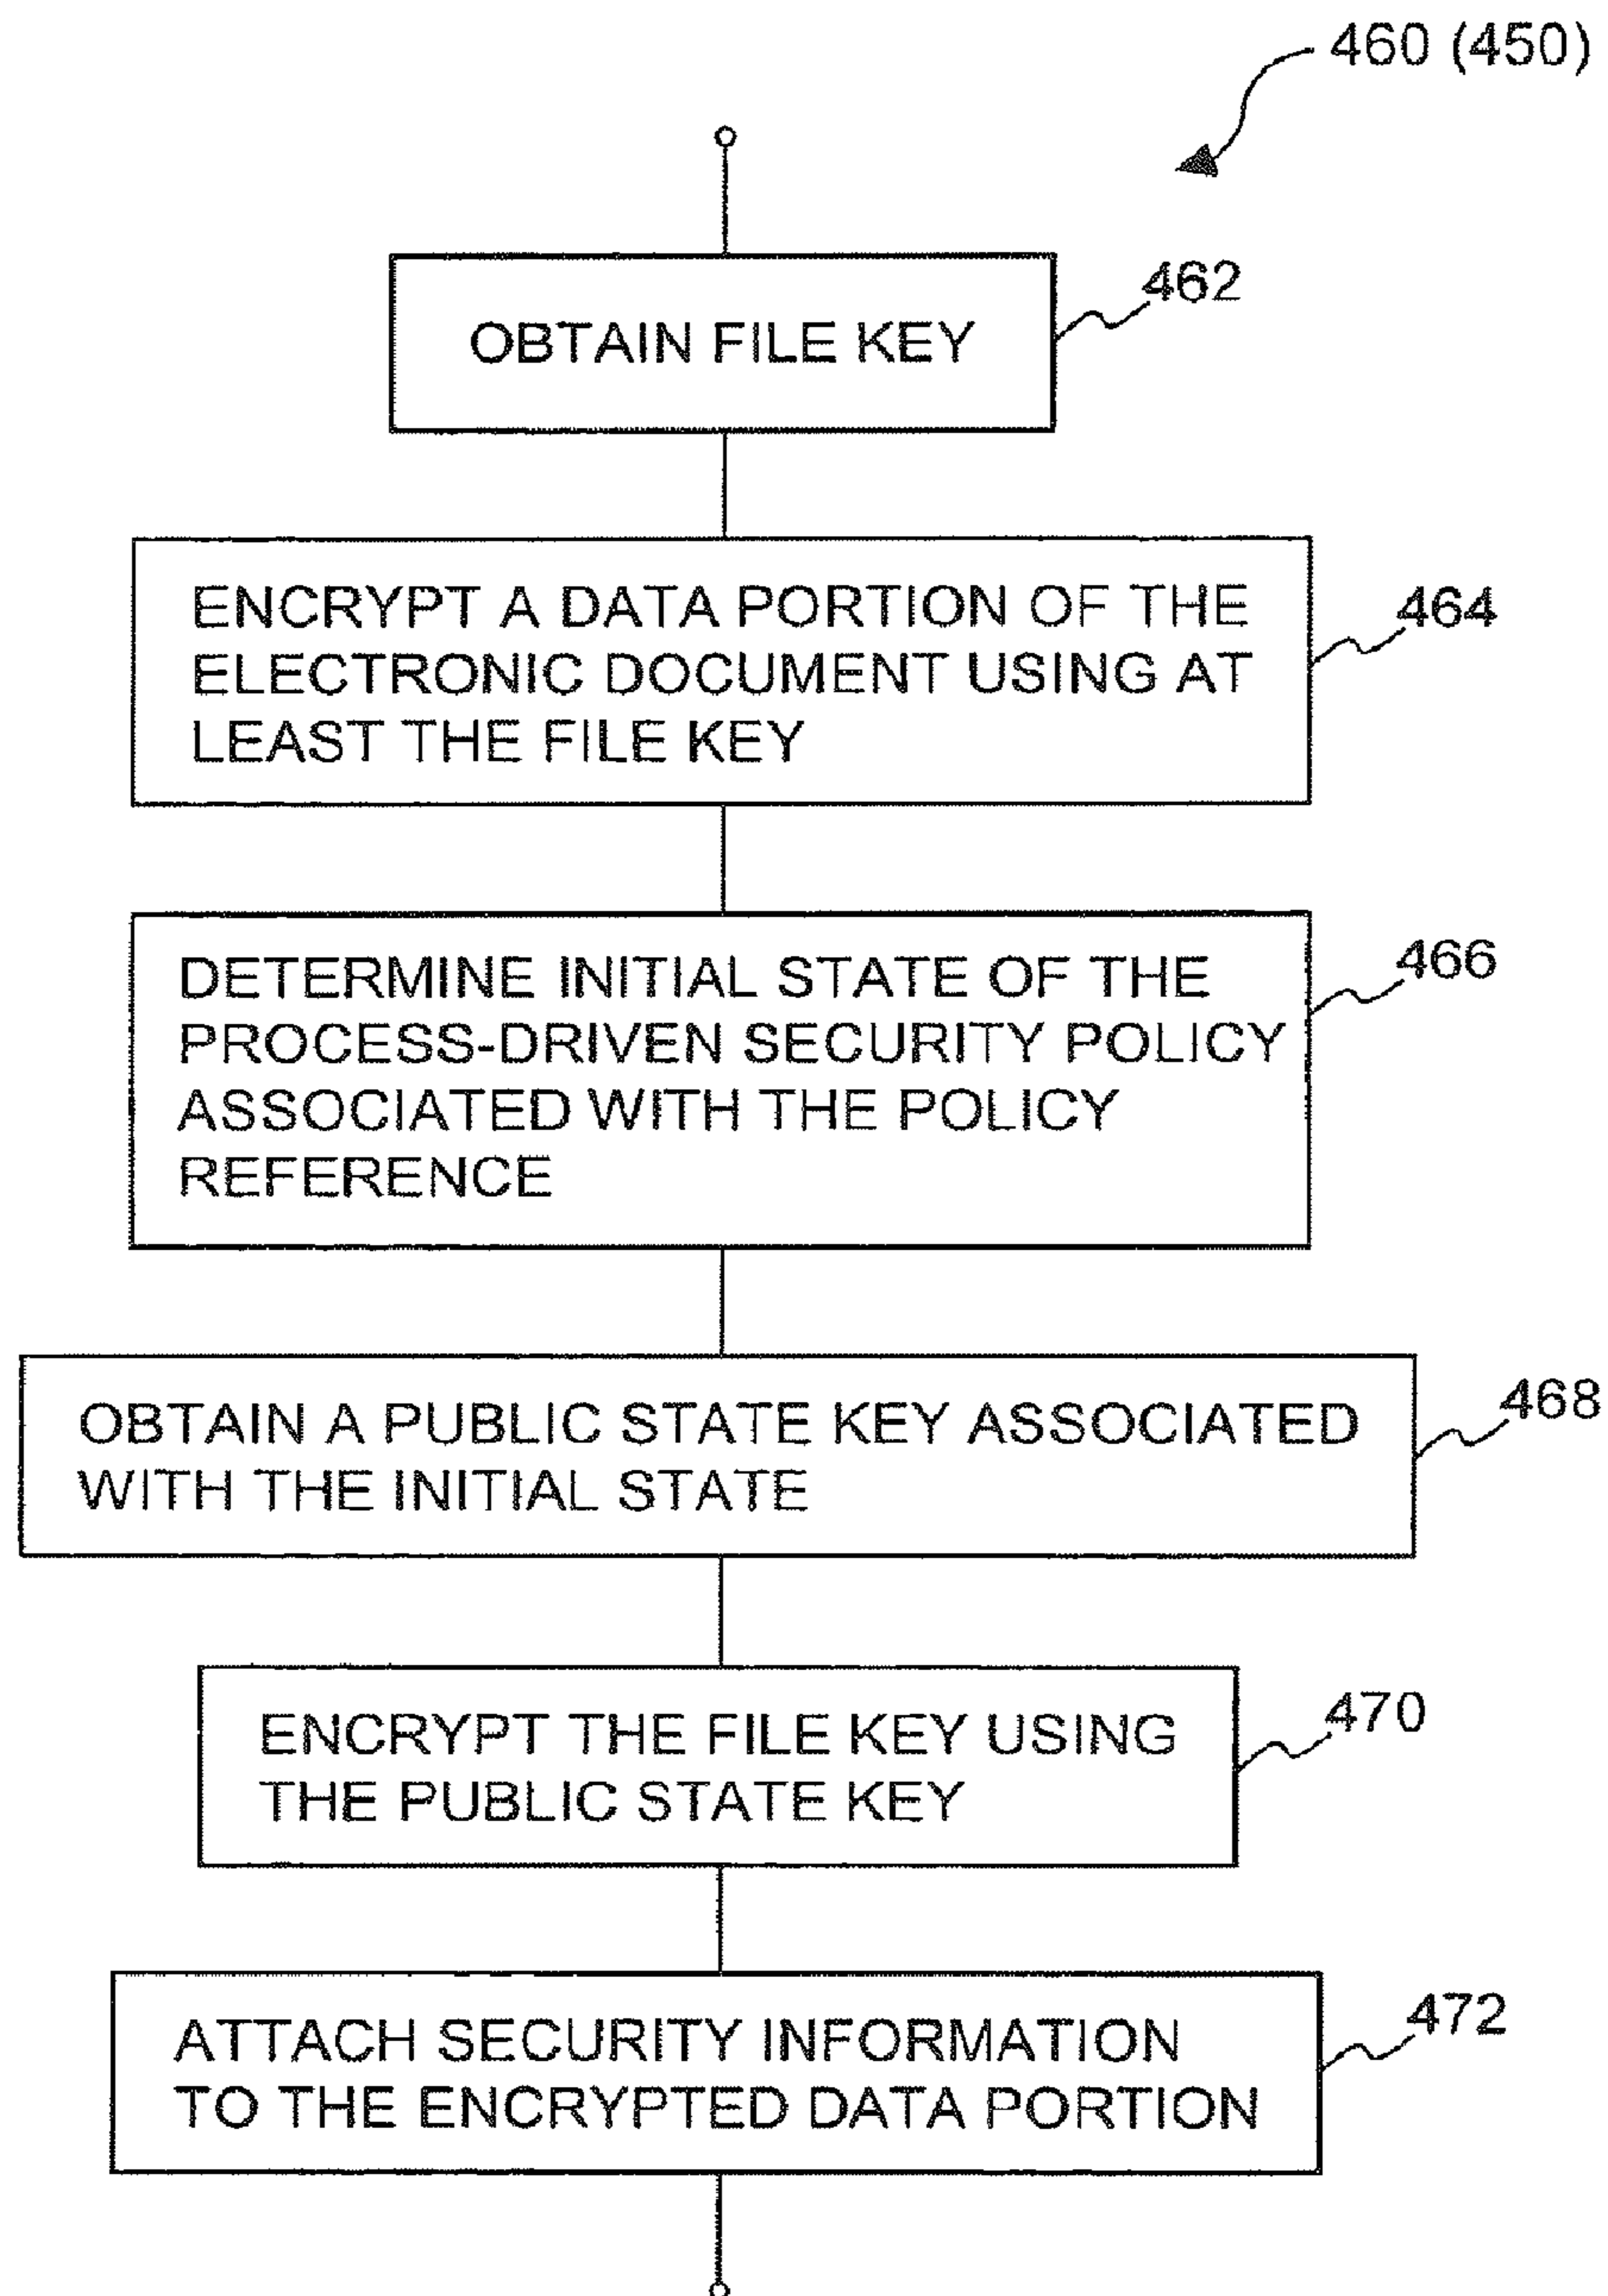 460 (450)
462
OBTAIN FILE KEY
ENCRYPT A DATA PORTION OF THE
ELECTRONIC DOCUMENT USING AT
LEAST THE FILE KEY
464
DETERMINE INITIAL STATE OF THE
PROCESS-DRIVEN SECURITY POLICY
ASSOCIATED WITH THE POLICY
REFERENCE
466
OBTAIN A PUBLIC STATE KEY ASSOCIATED
WITH THE INITIAL STATE
468
ENCRYPT THE FILE KEY USING
THE PUBLIC STATE KEY
470
ATTACH SECURITY INFORMATION
TO THE ENCRYPTED DATA PORTION
472